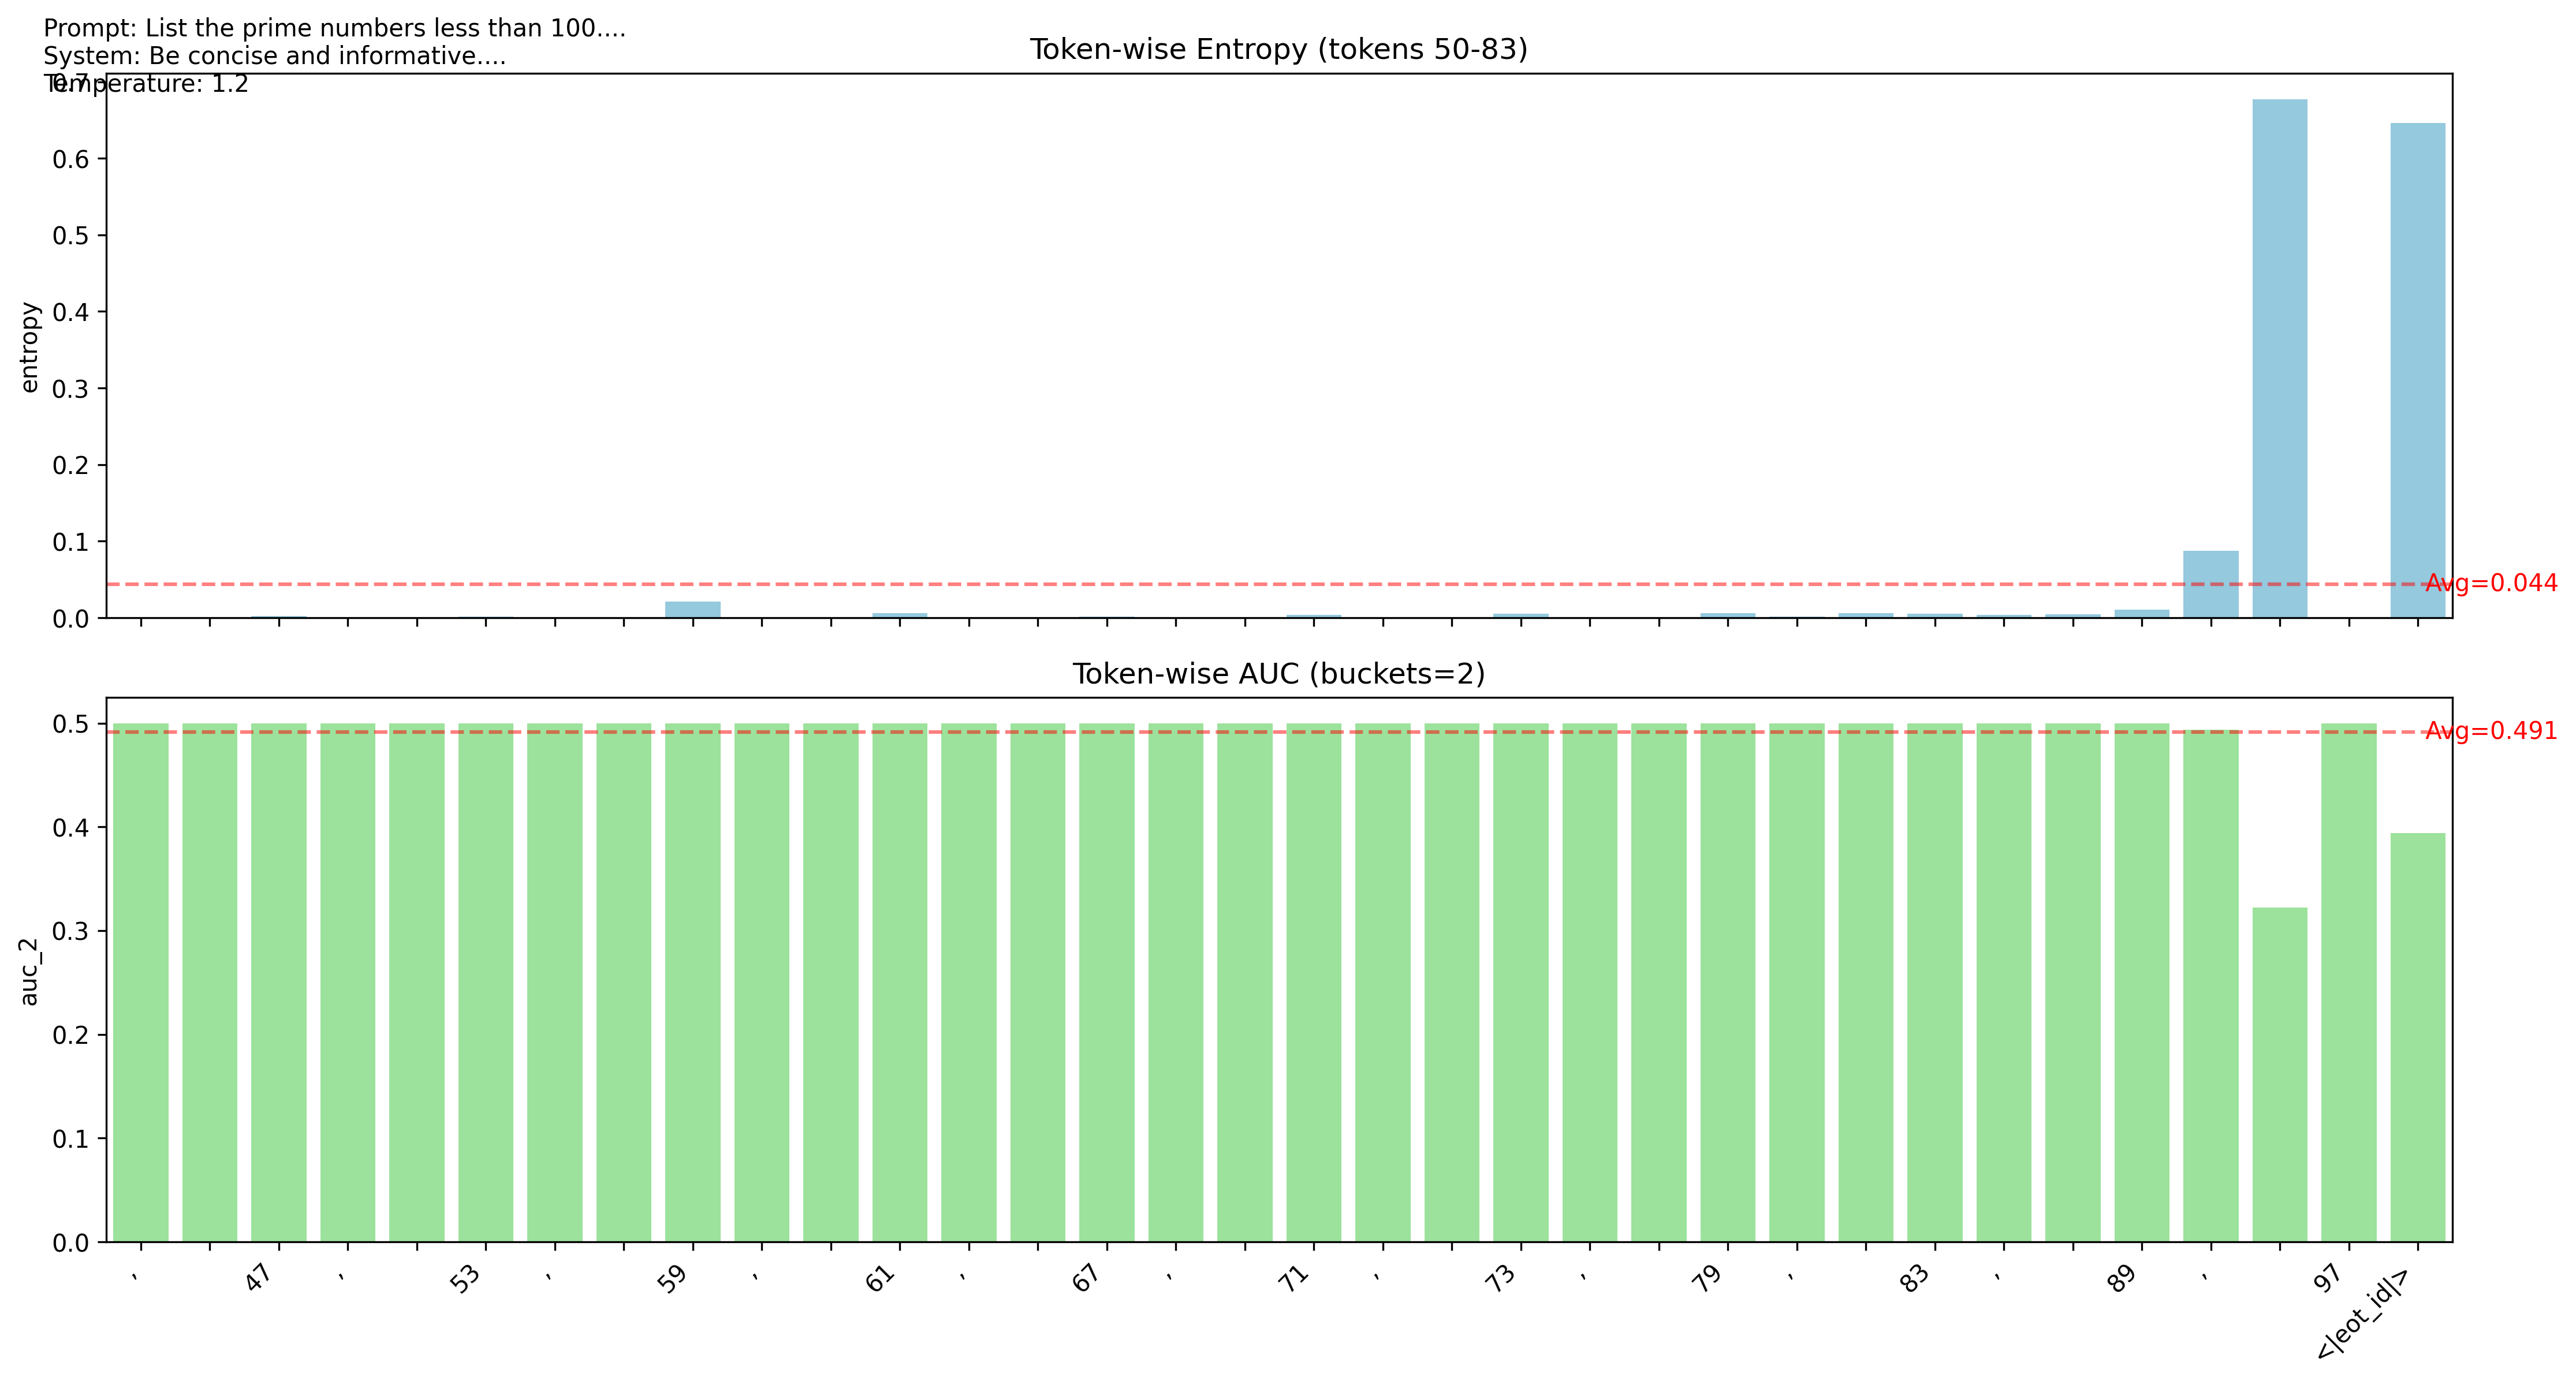 Prompt: List the prime numbers less than 100....
System: Be concise and informative....
Temperature: 1.2
Token-wise Entropy (tokens 50-83)
0.7
0.6
0.5
0.4
0.3
0.2
0.1
0.0
entropy
Avg=0.044
Token-wise AUC (buckets=2)
0.5
0.4
0.3
0.2
0.1
0.0
auc_2
Avg=0.491
, 47 , 53 , 59 , 61 , 67 , 71 , 73 , 79 , 83 , 89 , 97 <|eot_id|>